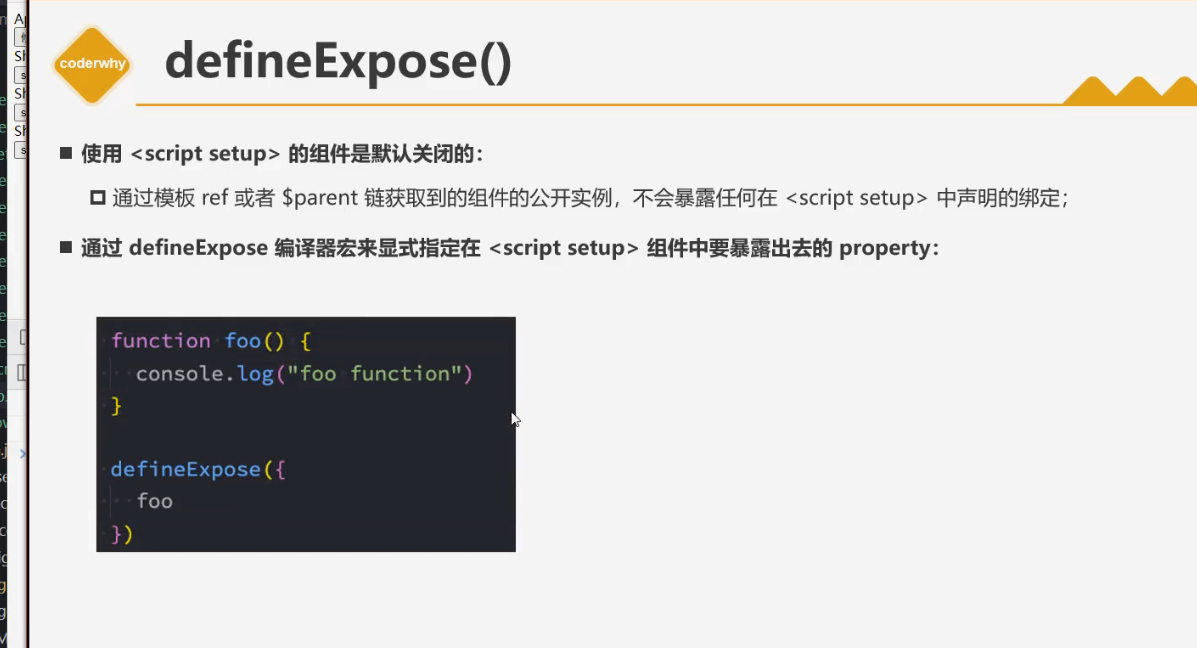 coderwhy
defineExpose()
使用 <script setup> 的组件是默认关闭的：
通过模板 ref 或者 $parent 链获取到的组件的公开实例，不会暴露任何在 <script setup> 中声明的绑定；
通过 defineExpose 编译器宏来显式指定在 <script setup> 组件中要暴露出去的 property：
function foo() {
console.log("foo function")
}
defineExpose({
foo
})